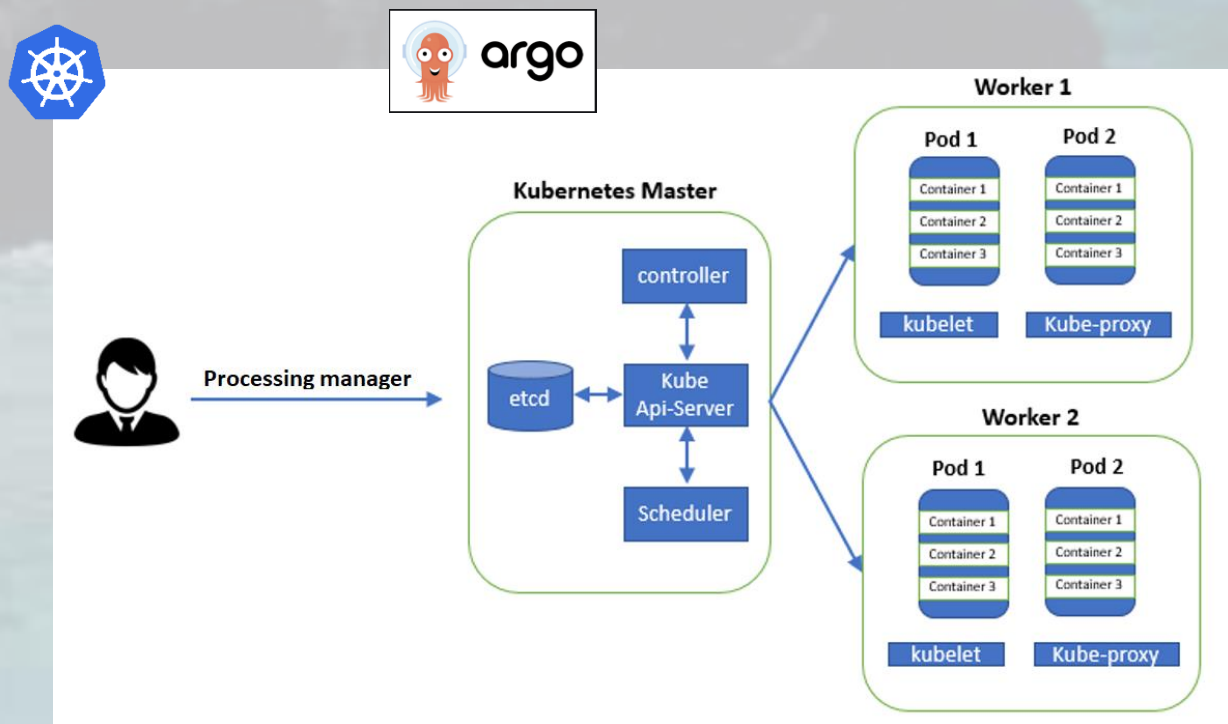 argo
Processing manager
Kubernetes Master
controller
etcd
Kube
Api-Server
Scheduler
Worker 1
Pod 1
Container 1
Container 2
Container 3
Pod 2
Container 1
Container 2
Container 3
kubelet
Kube-proxy
Worker 2
Pod 1
Container 1
Container 2
Container 3
Pod 2
Container 1
Container 2
Container 3
kubelet
Kube-proxy